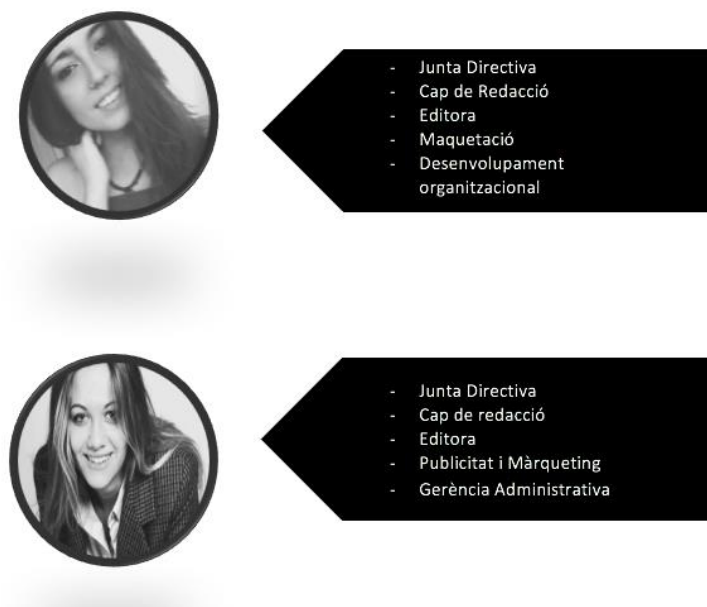 - Junta Directiva
- Cap de Redacció
- Editora
- Maquetació
- Desenvolupament
organitzacional
- Junta Directiva
- Cap de redacció
- Editora
- Publicitat i Màrqueting
- Gerència Administrativa